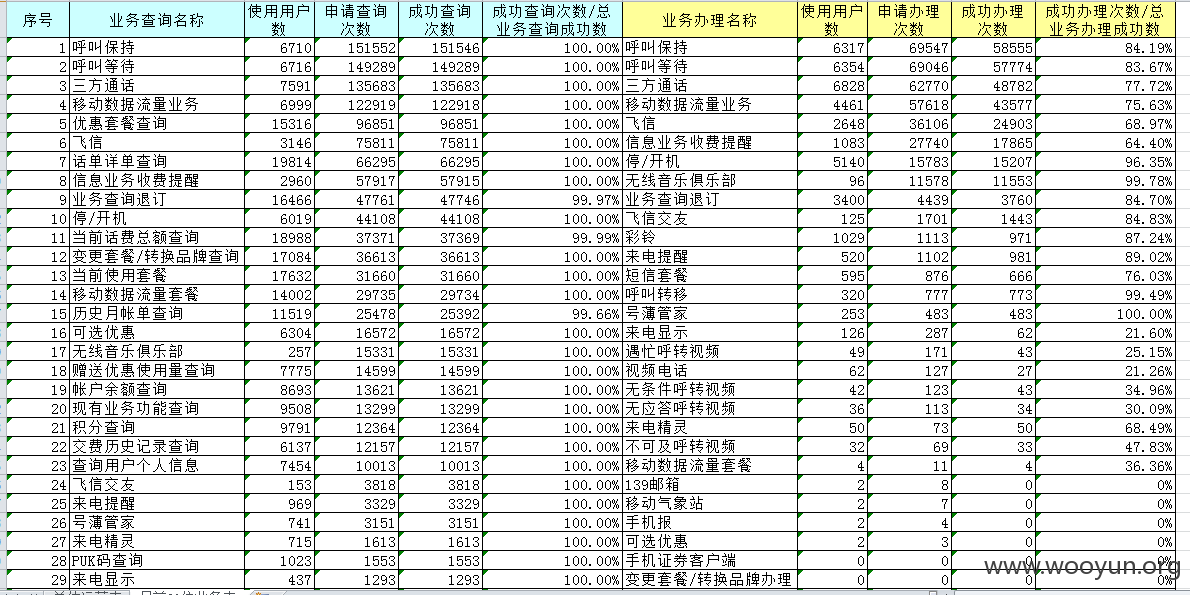 序号 业务查询名称 使用用户数 申请查询次数 成功查询次数 成功查询次数/总业务查询成功数 业务办理名称 使用用户数 申请办理次数 成功办理次数 成功办理次数/总业务办理成功数
1 呼叫保持 6710 151552 151546 100.00% 呼叫保持 6317 69547 58555 84.19%
2 呼叫等待 6716 149289 149289 100.00% 呼叫等待 6354 69046 57774 83.67%
3 三方通话 7591 135683 135683 100.00% 三方通话 6828 62770 48782 77.72%
4 移动数据流量业务 6999 122919 122918 100.00% 移动数据流量业务 4461 57618 43577 75.63%
5 优惠套餐查询 15316 96851 96851 100.00% 飞信 2648 36106 24903 68.97%
6 飞信 3146 75811 75811 100.00% 信息业务收费提醒 1083 27740 17865 64.40%
7 话单详单查询 19814 66295 66295 100.00% 停/开机 5140 15783 15207 96.35%
8 信息业务收费提醒 2960 57917 57915 100.00% 无线音乐俱乐部 96 11578 11553 99.78%
9 业务查询退订 16466 47761 47746 99.97% 业务查询退订 3400 4439 3760 84.70%
10 停/开机 6019 44108 44108 100.00% 飞信交友 125 1701 1443 84.83%
11 当前话费总额查询 18988 37371 37369 99.99% 彩铃 1029 1113 971 87.24%
12 变更套餐/转换品牌查询 17084 36613 36613 100.00% 来电提醒 520 1102 981 89.02%
13 当前使用套餐 17632 31660 31660 100.00% 短信套餐 595 876 666 76.03%
14 移动数据流量套餐 14002 29735 29734 100.00% 呼叫转移 320 777 773 99.49%
15 历史月帐单查询 11519 25478 25392 99.66% 号薄管家 253 483 483 100.00%
16 可选优惠 6304 16572 16572 100.00% 来电显示 126 287 62 21.60%
17 无线音乐俱乐部 257 15331 15331 100.00% 遇忙呼转视频 49 171 43 25.15%
18 赠送优惠使用量查询 7775 14599 14599 100.00% 视频电话 62 127 27 21.26%
19 帐户余额查询 8693 13621 13621 100.00% 无条件呼转视频 42 123 43 34.96%
20 现有业务功能查询 9508 13299 13299 100.00% 无应答呼转视频 36 113 34 30.09%
21 积分查询 9791 12364 12364 100.00% 来电精灵 50 73 50 68.49%
22 交费历史记录查询 6137 12157 12157 100.00% 不可及呼转视频 32 69 33 47.83%
23 查询用户个人信息 7454 10013 10013 100.00% 移动数据流量套餐 4 11 4 36.36%
24 飞信交友 153 3818 3818 100.00% 139邮箱 2 8 0 0%
25 来电提醒 969 3329 3329 100.00% 移动气象站 2 7 0 0%
26 号薄管家 741 3151 3151 100.00% 手机报 2 4 0 0%
27 来电精灵 715 1613 1613 100.00% 可选优惠 2 3 0 0%
28 PUK码查询 1023 1553 1553 100.00% 手机证券客户端 0 0 0 0%
29 来电显示 437 1293 1293 100.00% 变更套餐/转换品牌办理 0 0 0 0%
www.wooyun.org